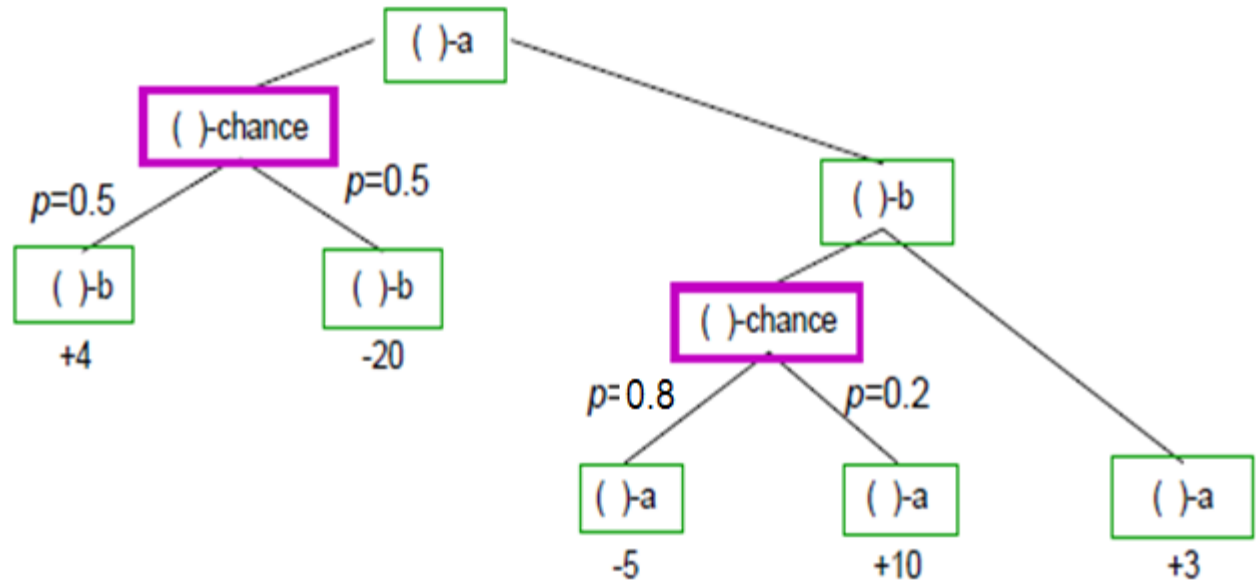 ( )-a
( )-chance
p=0.5
p=0.5
( )-b
( )-b
( )-b
+4
-20
( )-chance
p=0.8
p=0.2
( )-a
( )-a
( )-a
-5
+10
+3